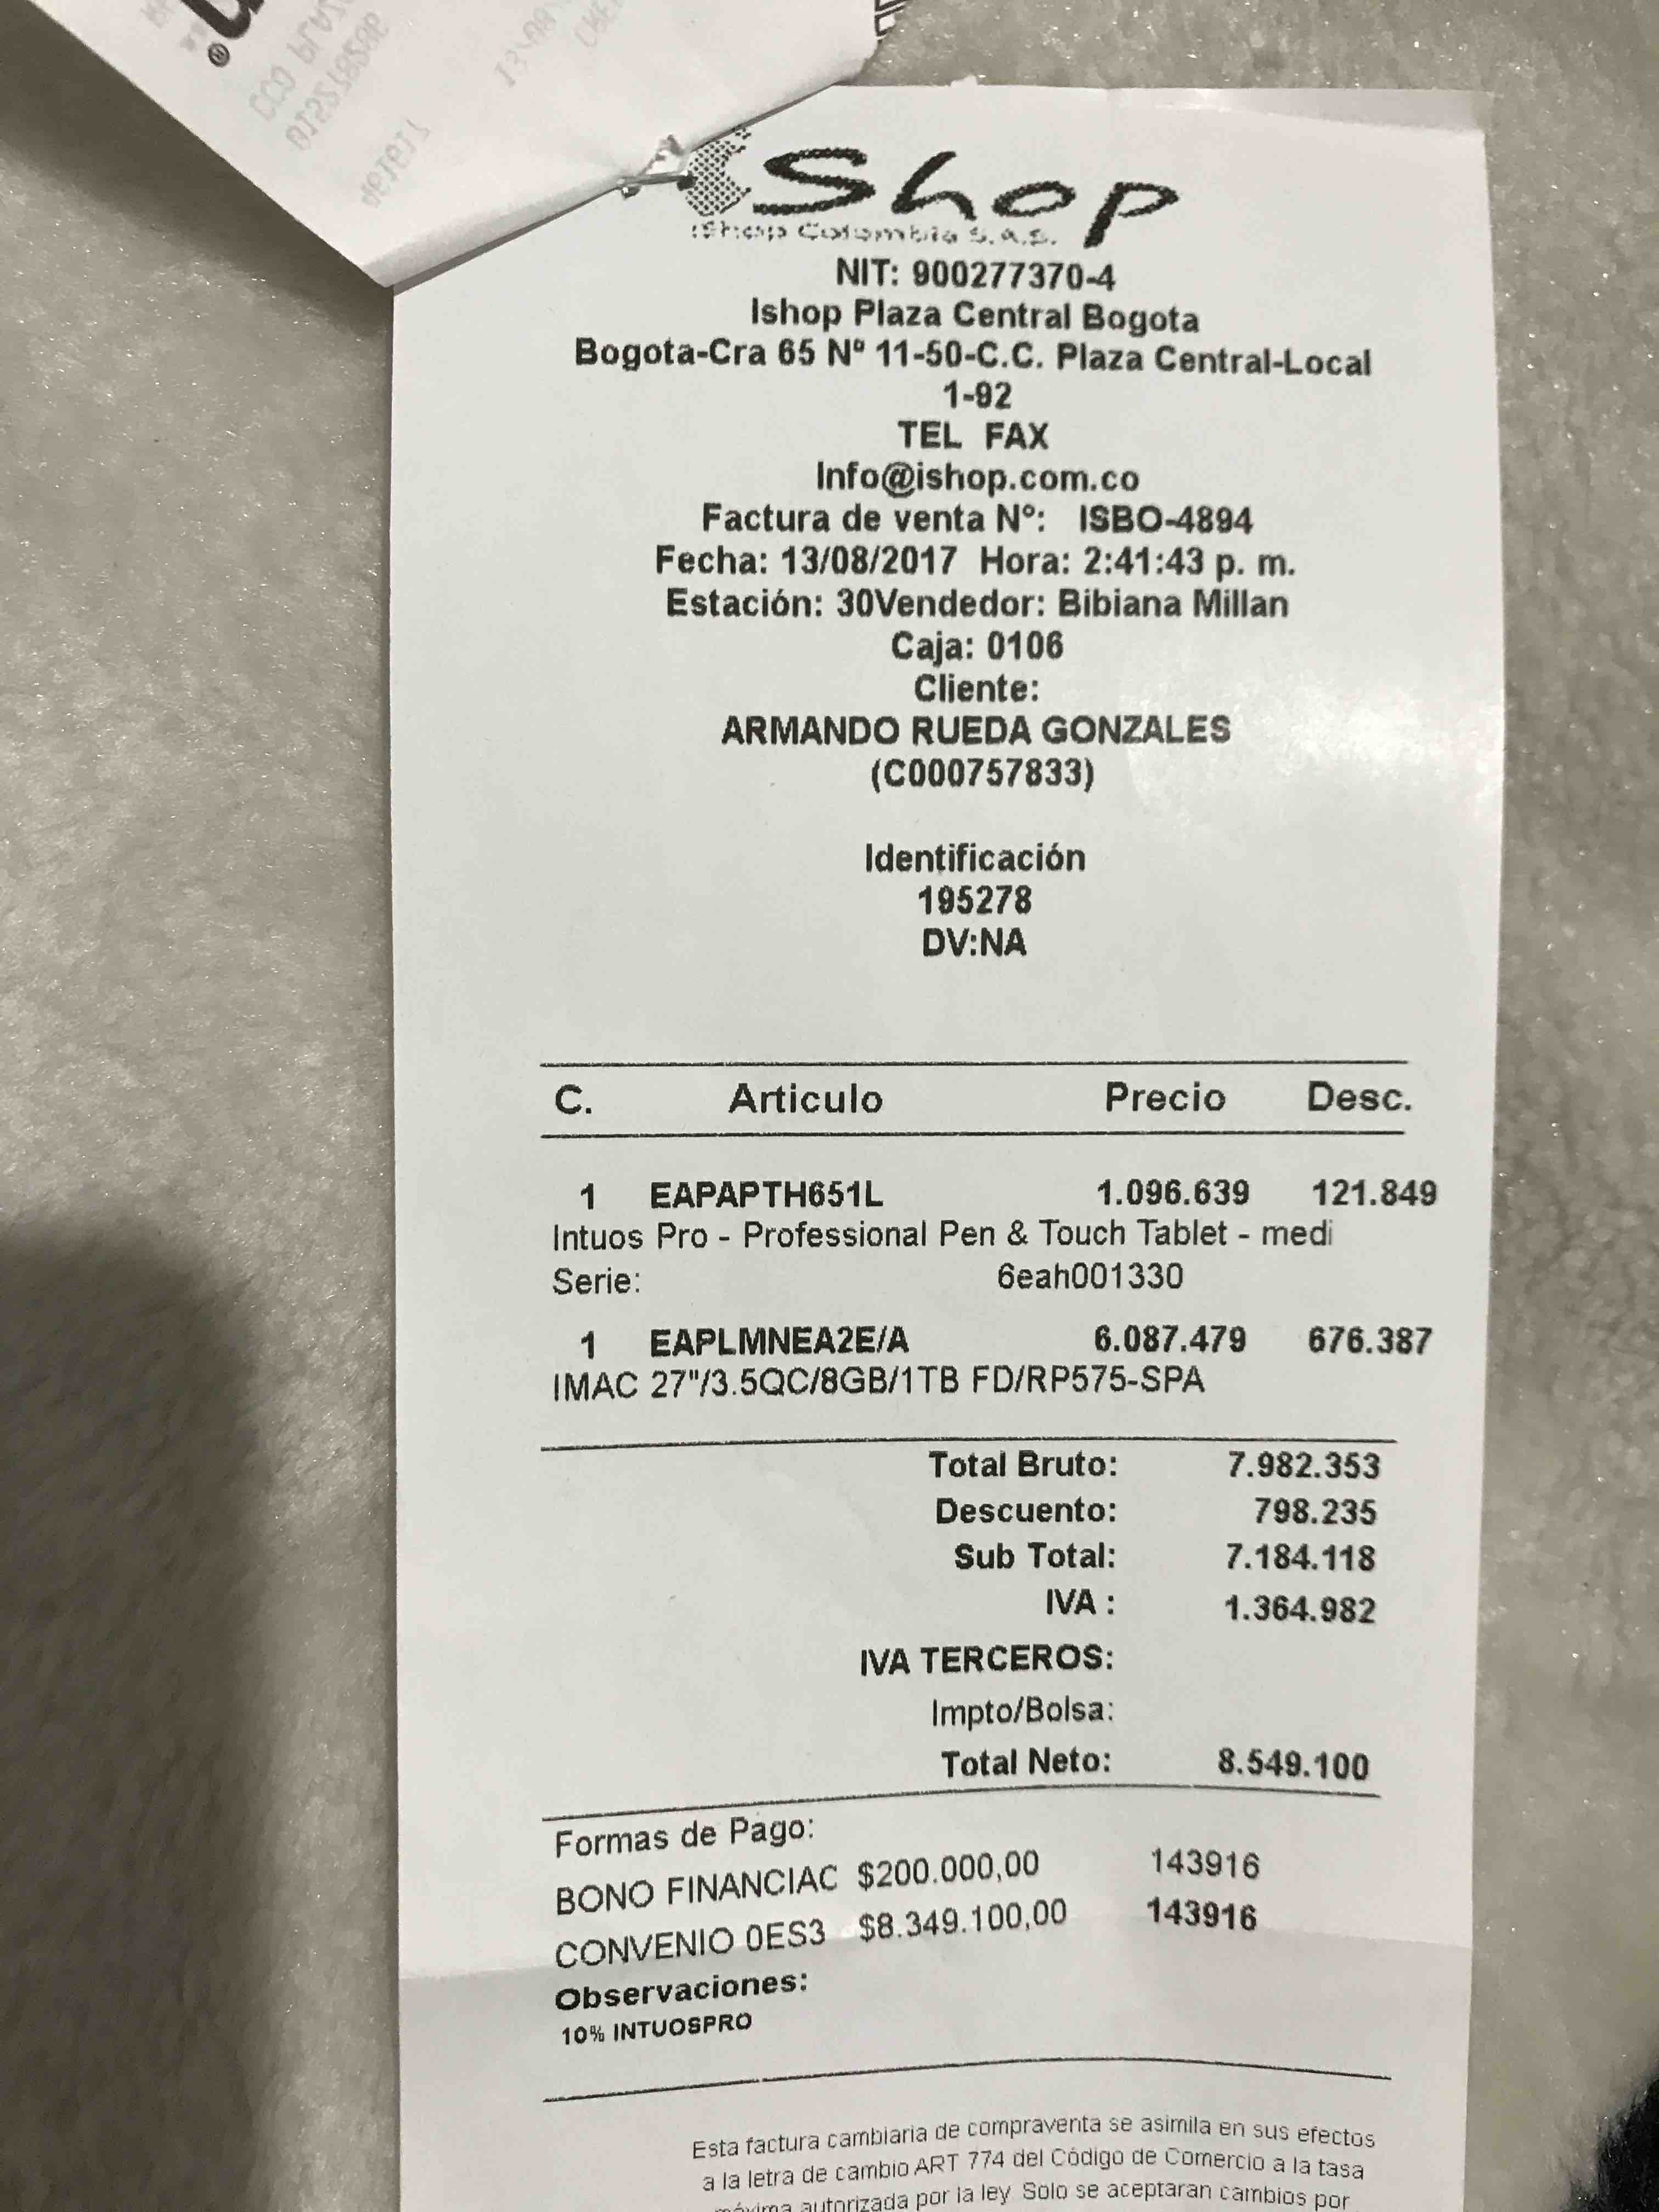 Shop
iShop Colombia S.A.S.
NIT: 900277370-4
Ishop Plaza Central Bogota
Bogota-Cra 65 Nº 11-50-C.C. Plaza Central-Local
1-92
TEL FAX
Info@ishop.com.co
Factura de venta Nº: ISBO-4894
Fecha: 13/08/2017 Hora: 2:41:43 p. m.
Estación: 30Vendedor: Bibiana Millan
Caja: 0106
Cliente:
ARMANDO RUEDA GONZALES
(C000757833)
Identificación
195278
DV:NA
C. Articulo Precio Desc.
1 EAPAPTH651L 1.096.639 121.849
Intuos Pro - Professional Pen & Touch Tablet - medi
Serie: 6eah001330
1 EAPLMNEA2E/A 6.087.479 676.387
IMAC 27"/3.5QC/8GB/1TB FD/RP575-SPA
Total Bruto: 7.982.353
Descuento: 798.235
Sub Total: 7.184.118
IVA : 1.364.982
IVA TERCEROS:
Impto/Bolsa:
Total Neto: 8.549.100
Formas de Pago:
BONO FINANCIAC $200.000,00 143916
CONVENIO 0ES3 $8.349.100,00 143916
Observaciones:
10% INTUOSPRO
Esta factura cambiaria de compraventa se asimila en sus efectos
a la letra de cambio ART 774 del Código de Comercio a la tasa
máxima autorizada por la ley Solo se aceptaran cambios por